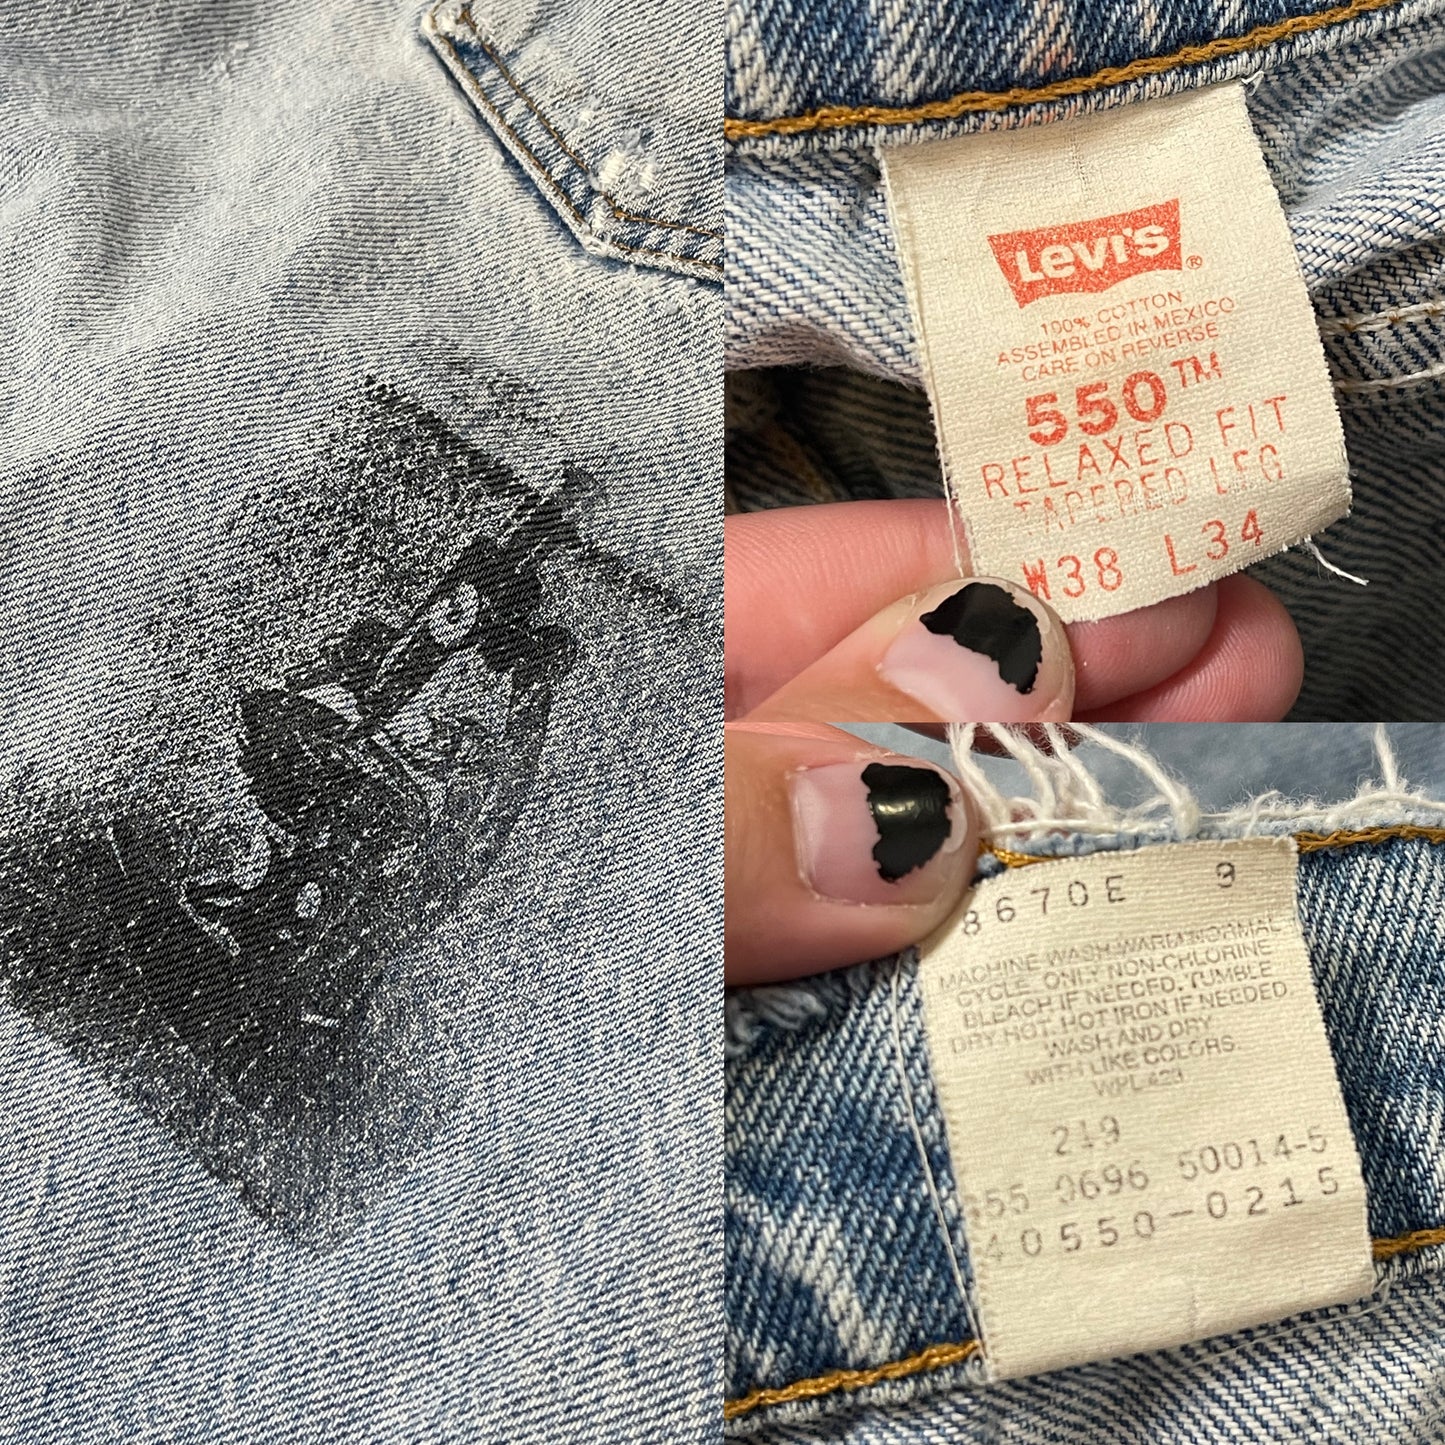 Levi's®
100% COTTON
ASSEMBLED IN MEXICO
CARE ON REVERSE
550™
RELAXED FIT
TAPERED LEG
W38 L34
8670E 9
MACHINE WASH WARM NORMAL
CYCLE ONLY NON-CHLORINE
BLEACH IF NEEDED. TUMBLE
DRY HOT. HOT IRON IF NEEDED
WASH AND DRY
WITH LIKE COLORS.
WPL 423
219
0696 50014-5
40550-0215